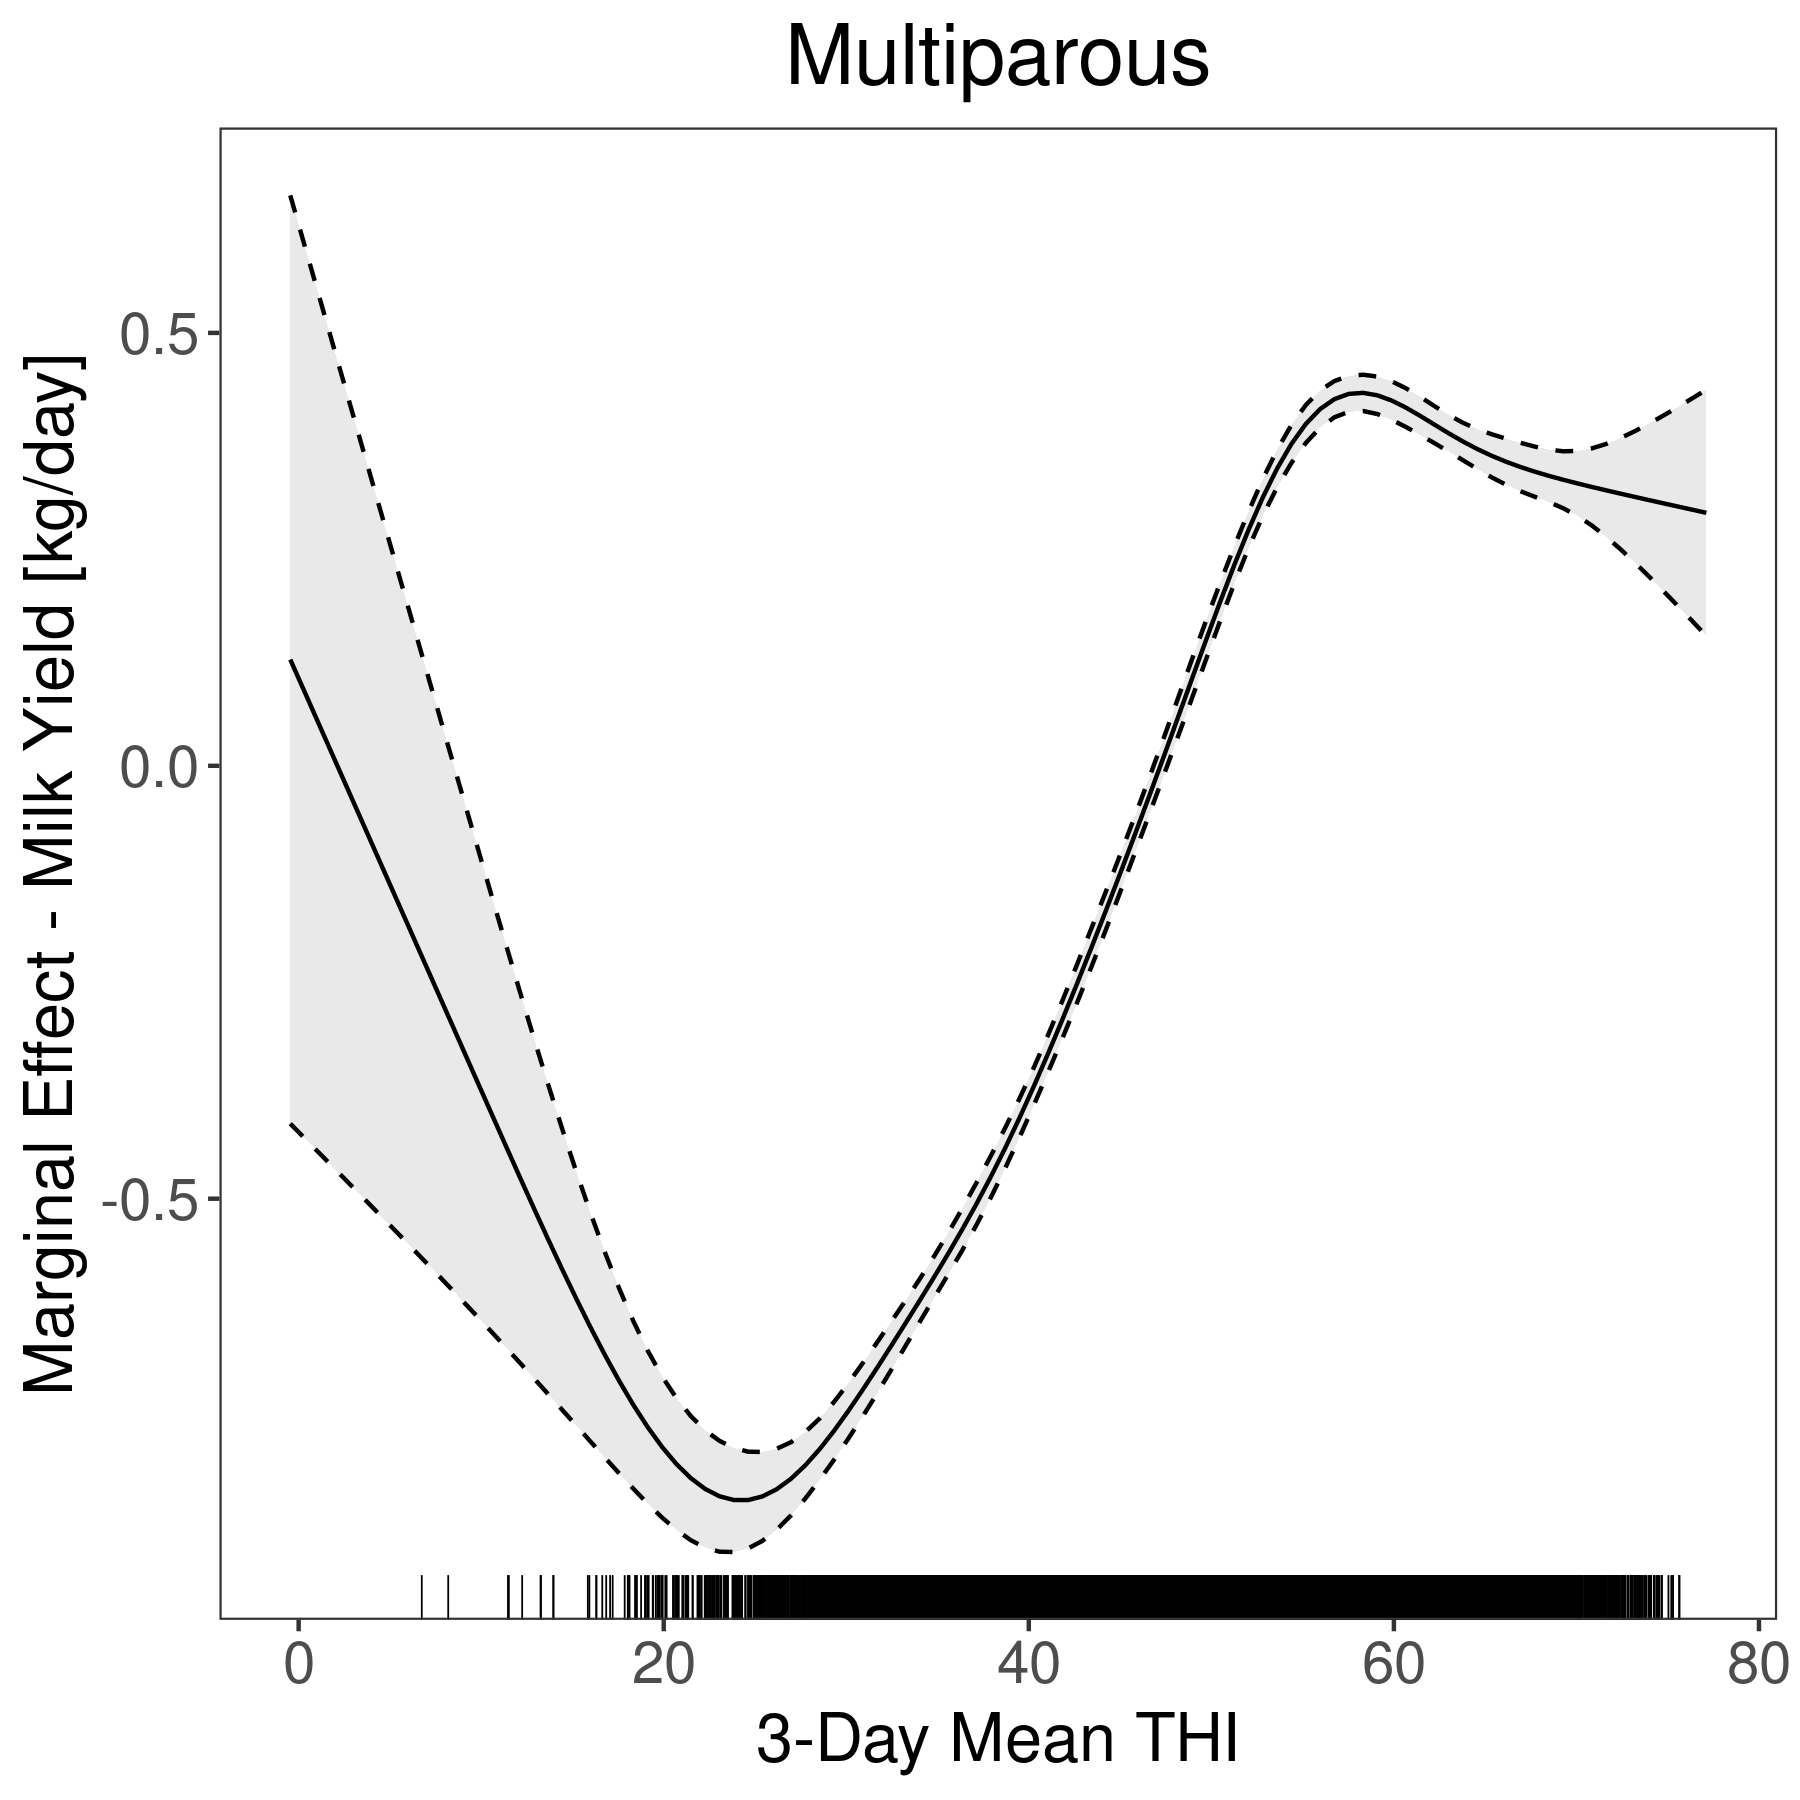 Multiparous
Marginal Effect - Milk Yield [kg/day]
0.5
0.0
-0.5
0 20 40 60 80
3-Day Mean THI